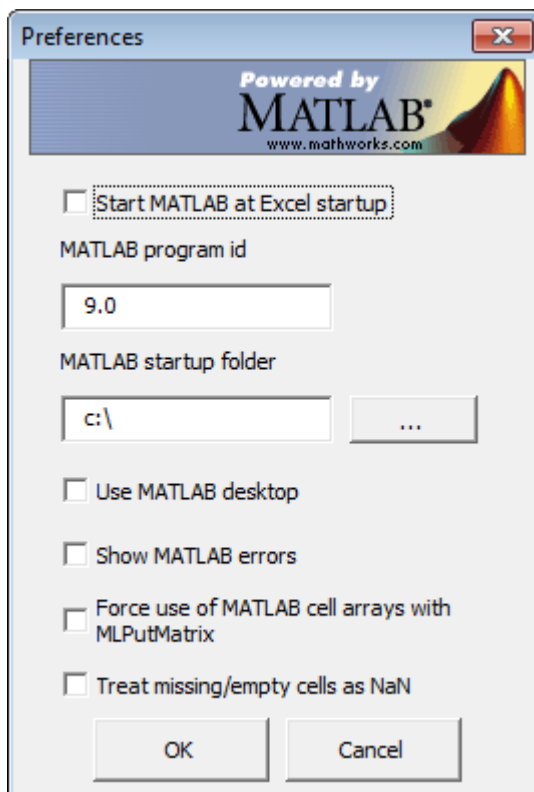 Preferences
Powered by
MATLAB®
www.mathworks.com
Start MATLAB at Excel startup
MATLAB program id
9.0
MATLAB startup folder
c:\
...
Use MATLAB desktop
Show MATLAB errors
Force use of MATLAB cell arrays with
MLPutMatrix
Treat missing/empty cells as NaN
OK
Cancel